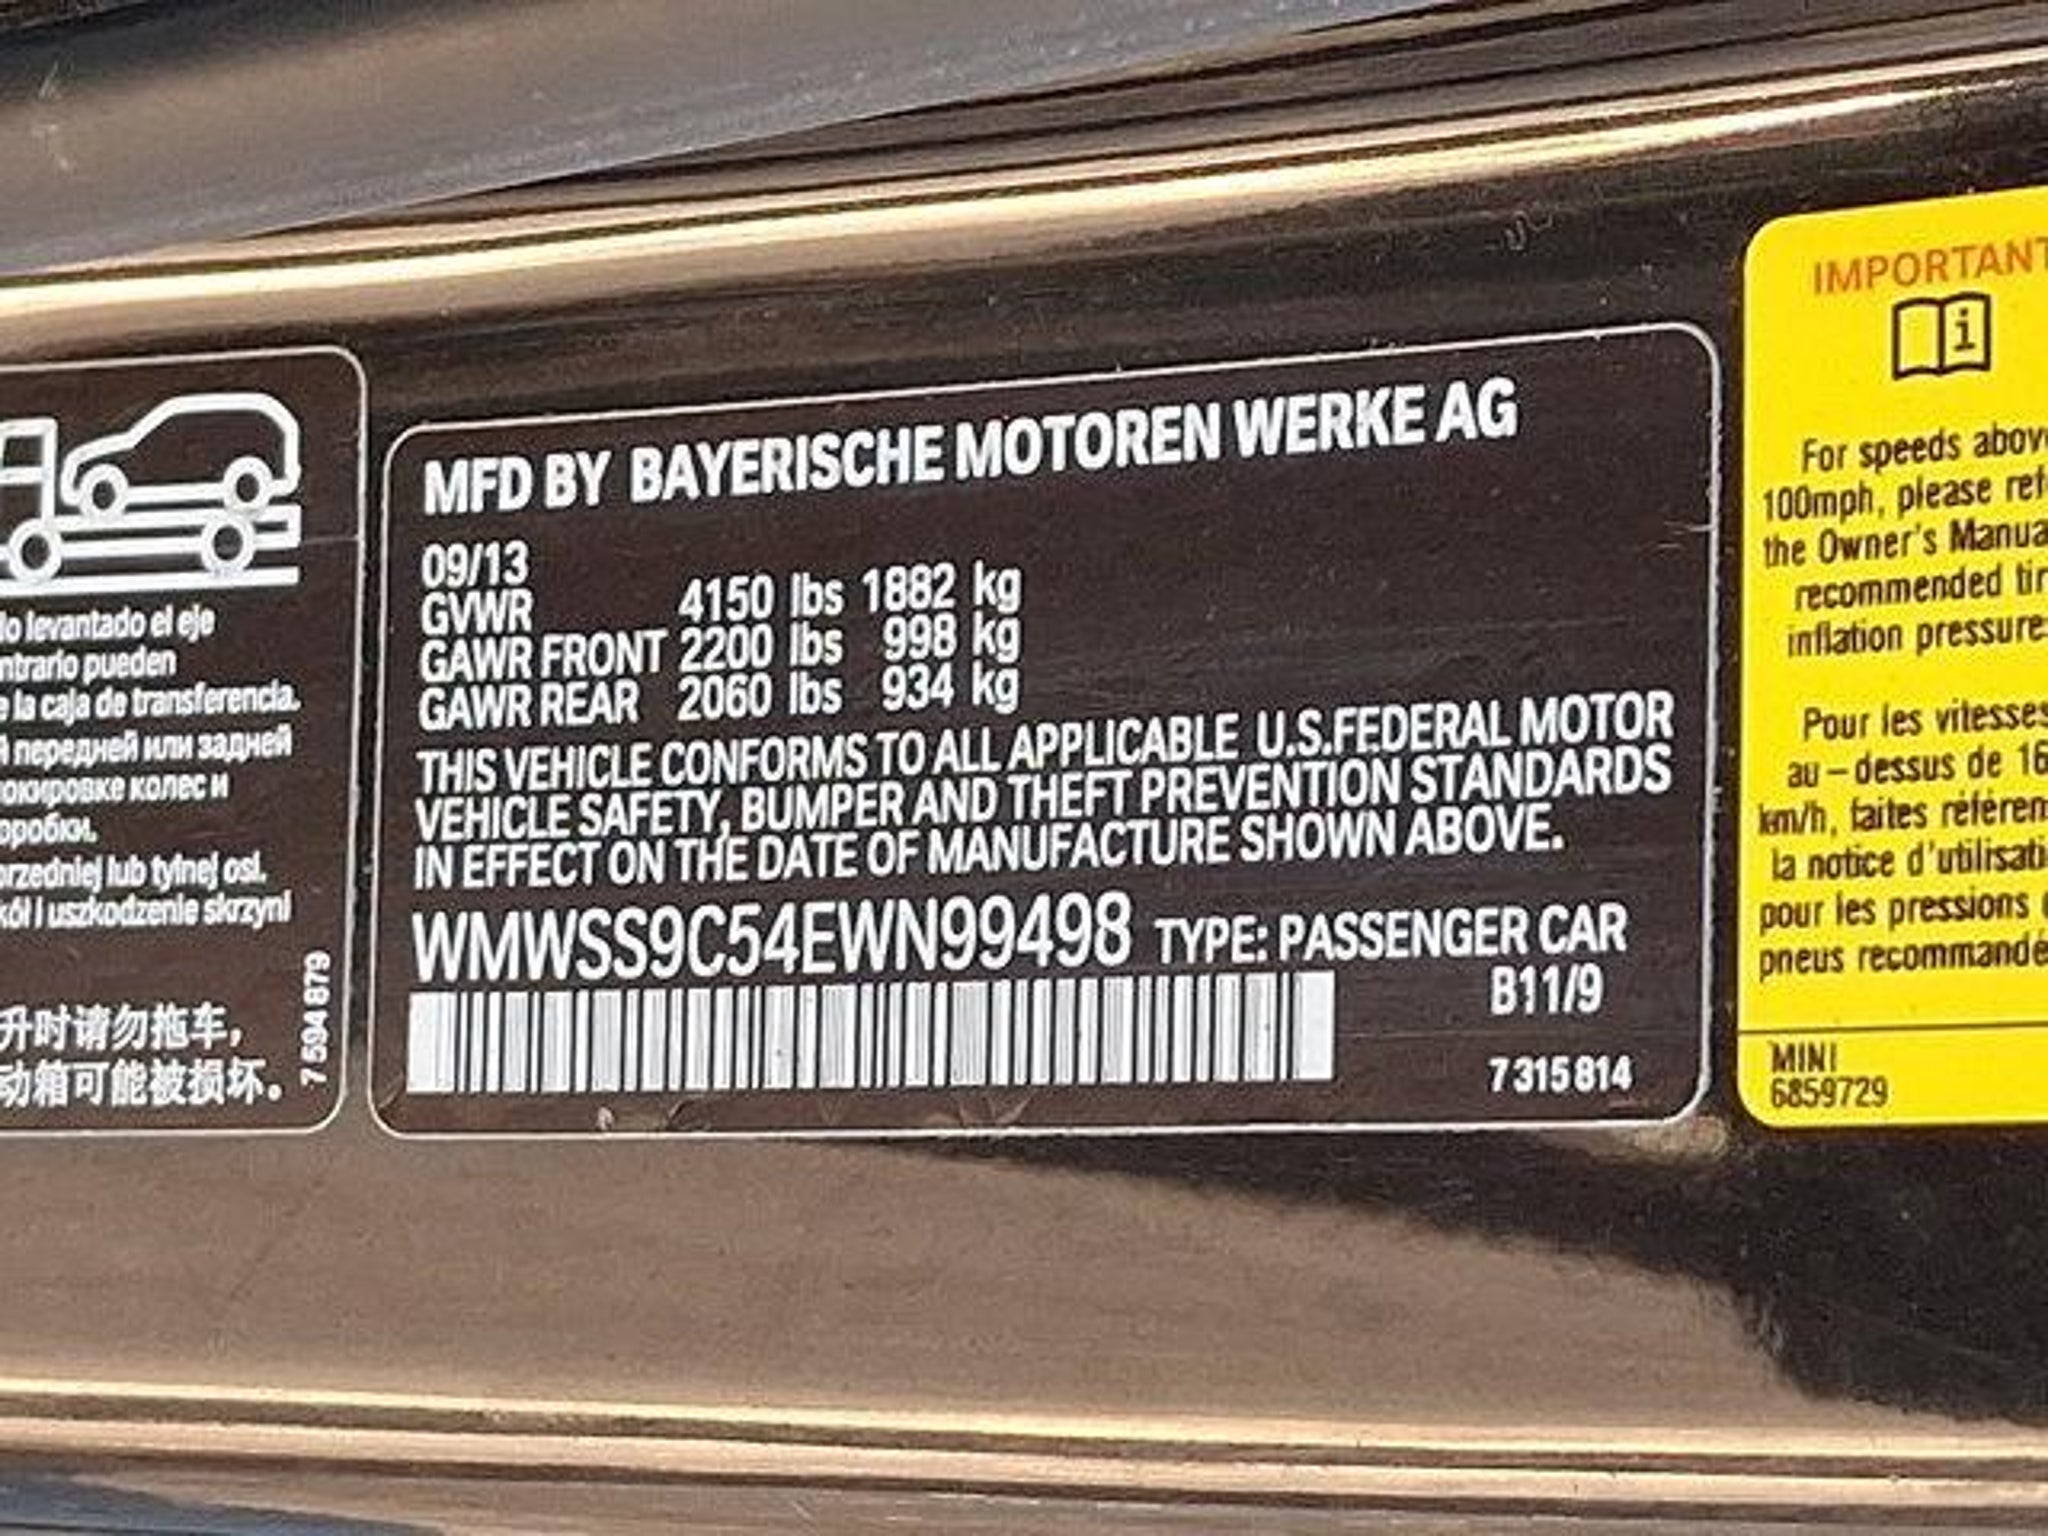 lo levantado el eje
ntrario pueden
e la caja de transferencia.
й передней или задней
окировке колес и
оробки.
orzedniej lub tylnej osi.
kół i uszkodzenie skrzyni
升时请勿拖车，
动箱可能被损坏。
7 594 879
MFD BY BAYERISCHE MOTOREN WERKE AG
09/13
GVWR 4150 lbs 1882 kg
GAWR FRONT 2200 lbs 998 kg
GAWR REAR 2060 lbs 934 kg
THIS VEHICLE CONFORMS TO ALL APPLICABLE U.S.FEDERAL MOTOR
VEHICLE SAFETY, BUMPER AND THEFT PREVENTION STANDARDS
IN EFFECT ON THE DATE OF MANUFACTURE SHOWN ABOVE.
WMWSS9C54EWN99498 TYPE: PASSENGER CAR
B11/9
7 315 814
IMPORTANT
i
For speeds above
100mph, please ref
the Owner's Manua
recommended tir
inflation pressure
Pour les vitesses
au – dessus de 16
km/h, faites référen
la notice d'utilisati
pour les pressions
pneus recommandé
MINI
6859729